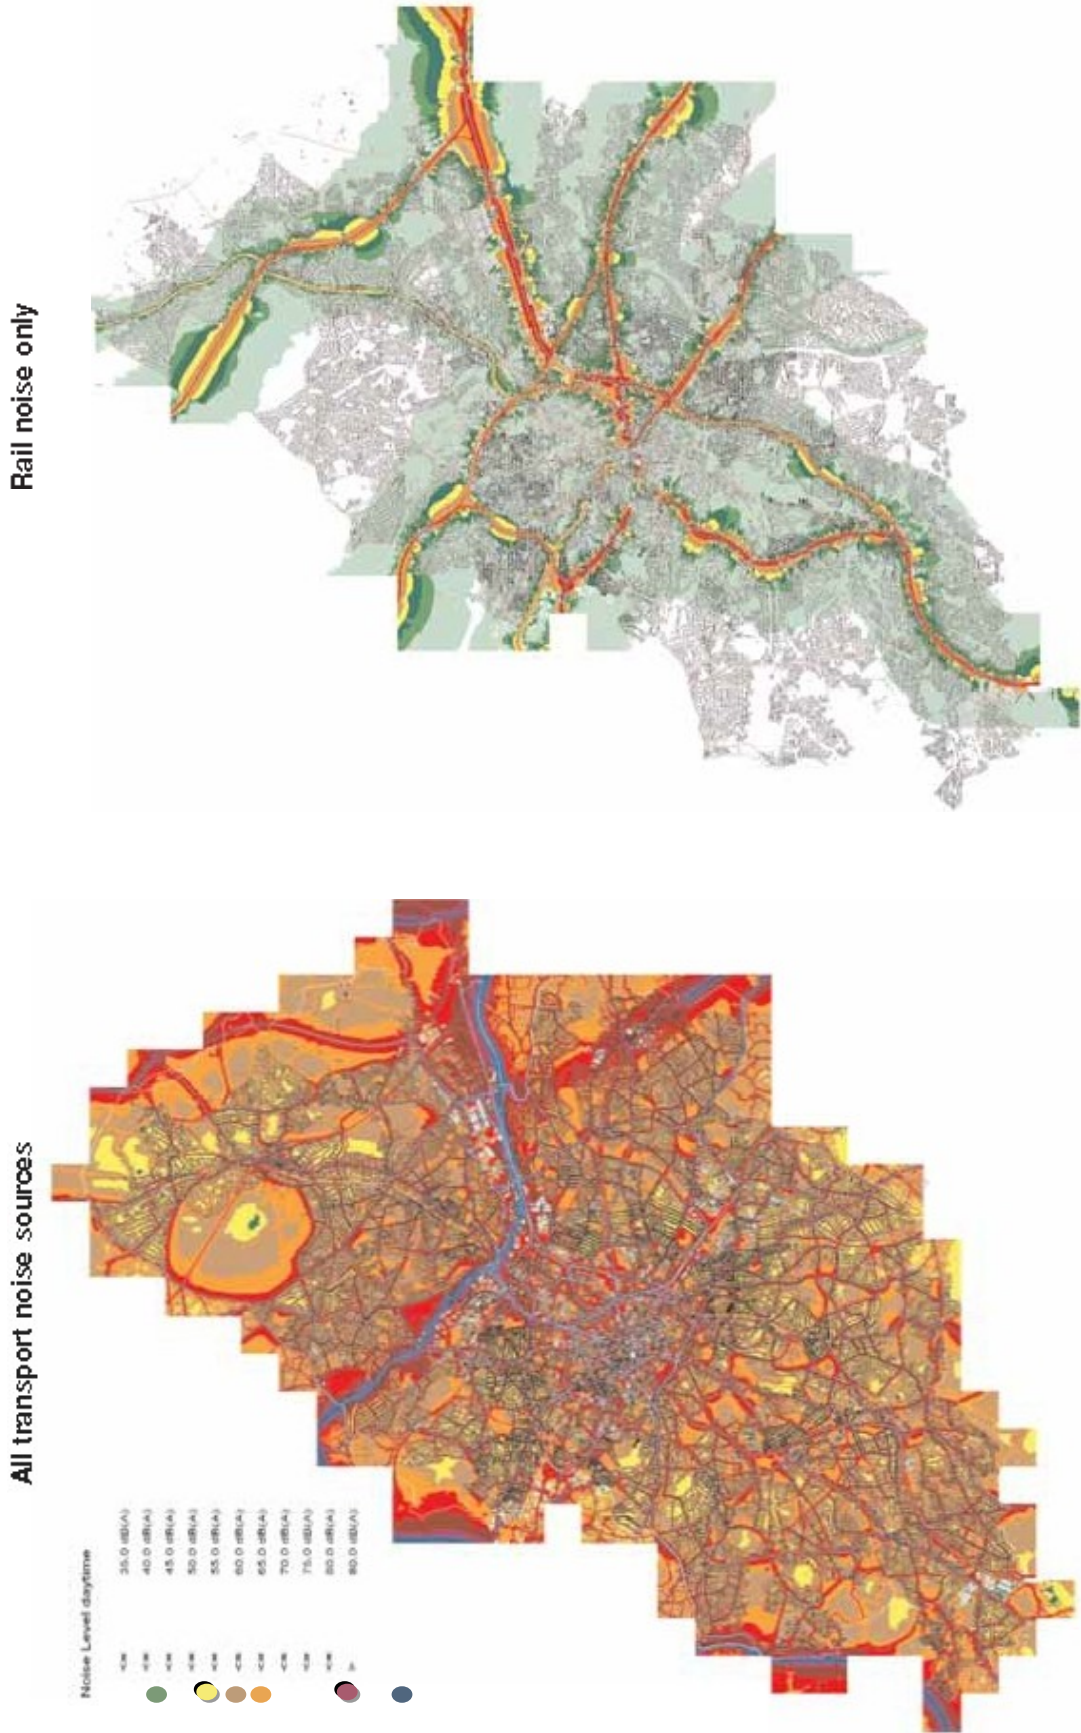 Rail noise only
All transport noise sources
Noise Level daytime
<= 35.0 dB(A)
<= 40.0 dB(A)
<= 45.0 dB(A)
<= 50.0 dB(A)
<= 55.0 dB(A)
<= 60.0 dB(A)
<= 65.0 dB(A)
<= 70.0 dB(A)
<= 75.0 dB(A)
<= 80.0 dB(A)
> 80.0 dB(A)